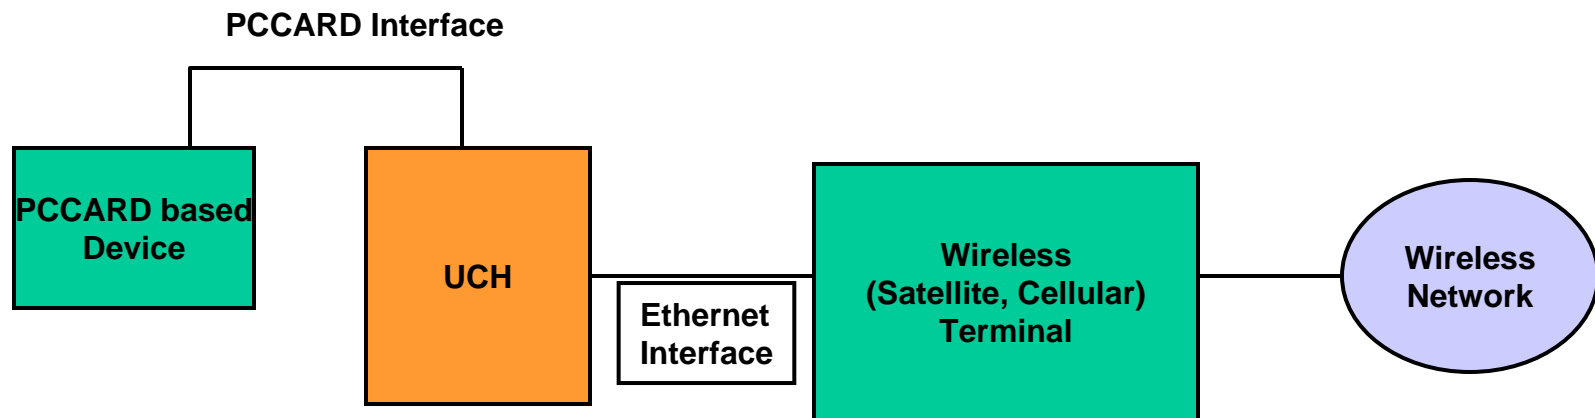 PCCARD Interface
PCCARD based
Device
UCH
Ethernet
Interface
Wireless
(Satellite, Cellular)
Terminal
Wireless
Network